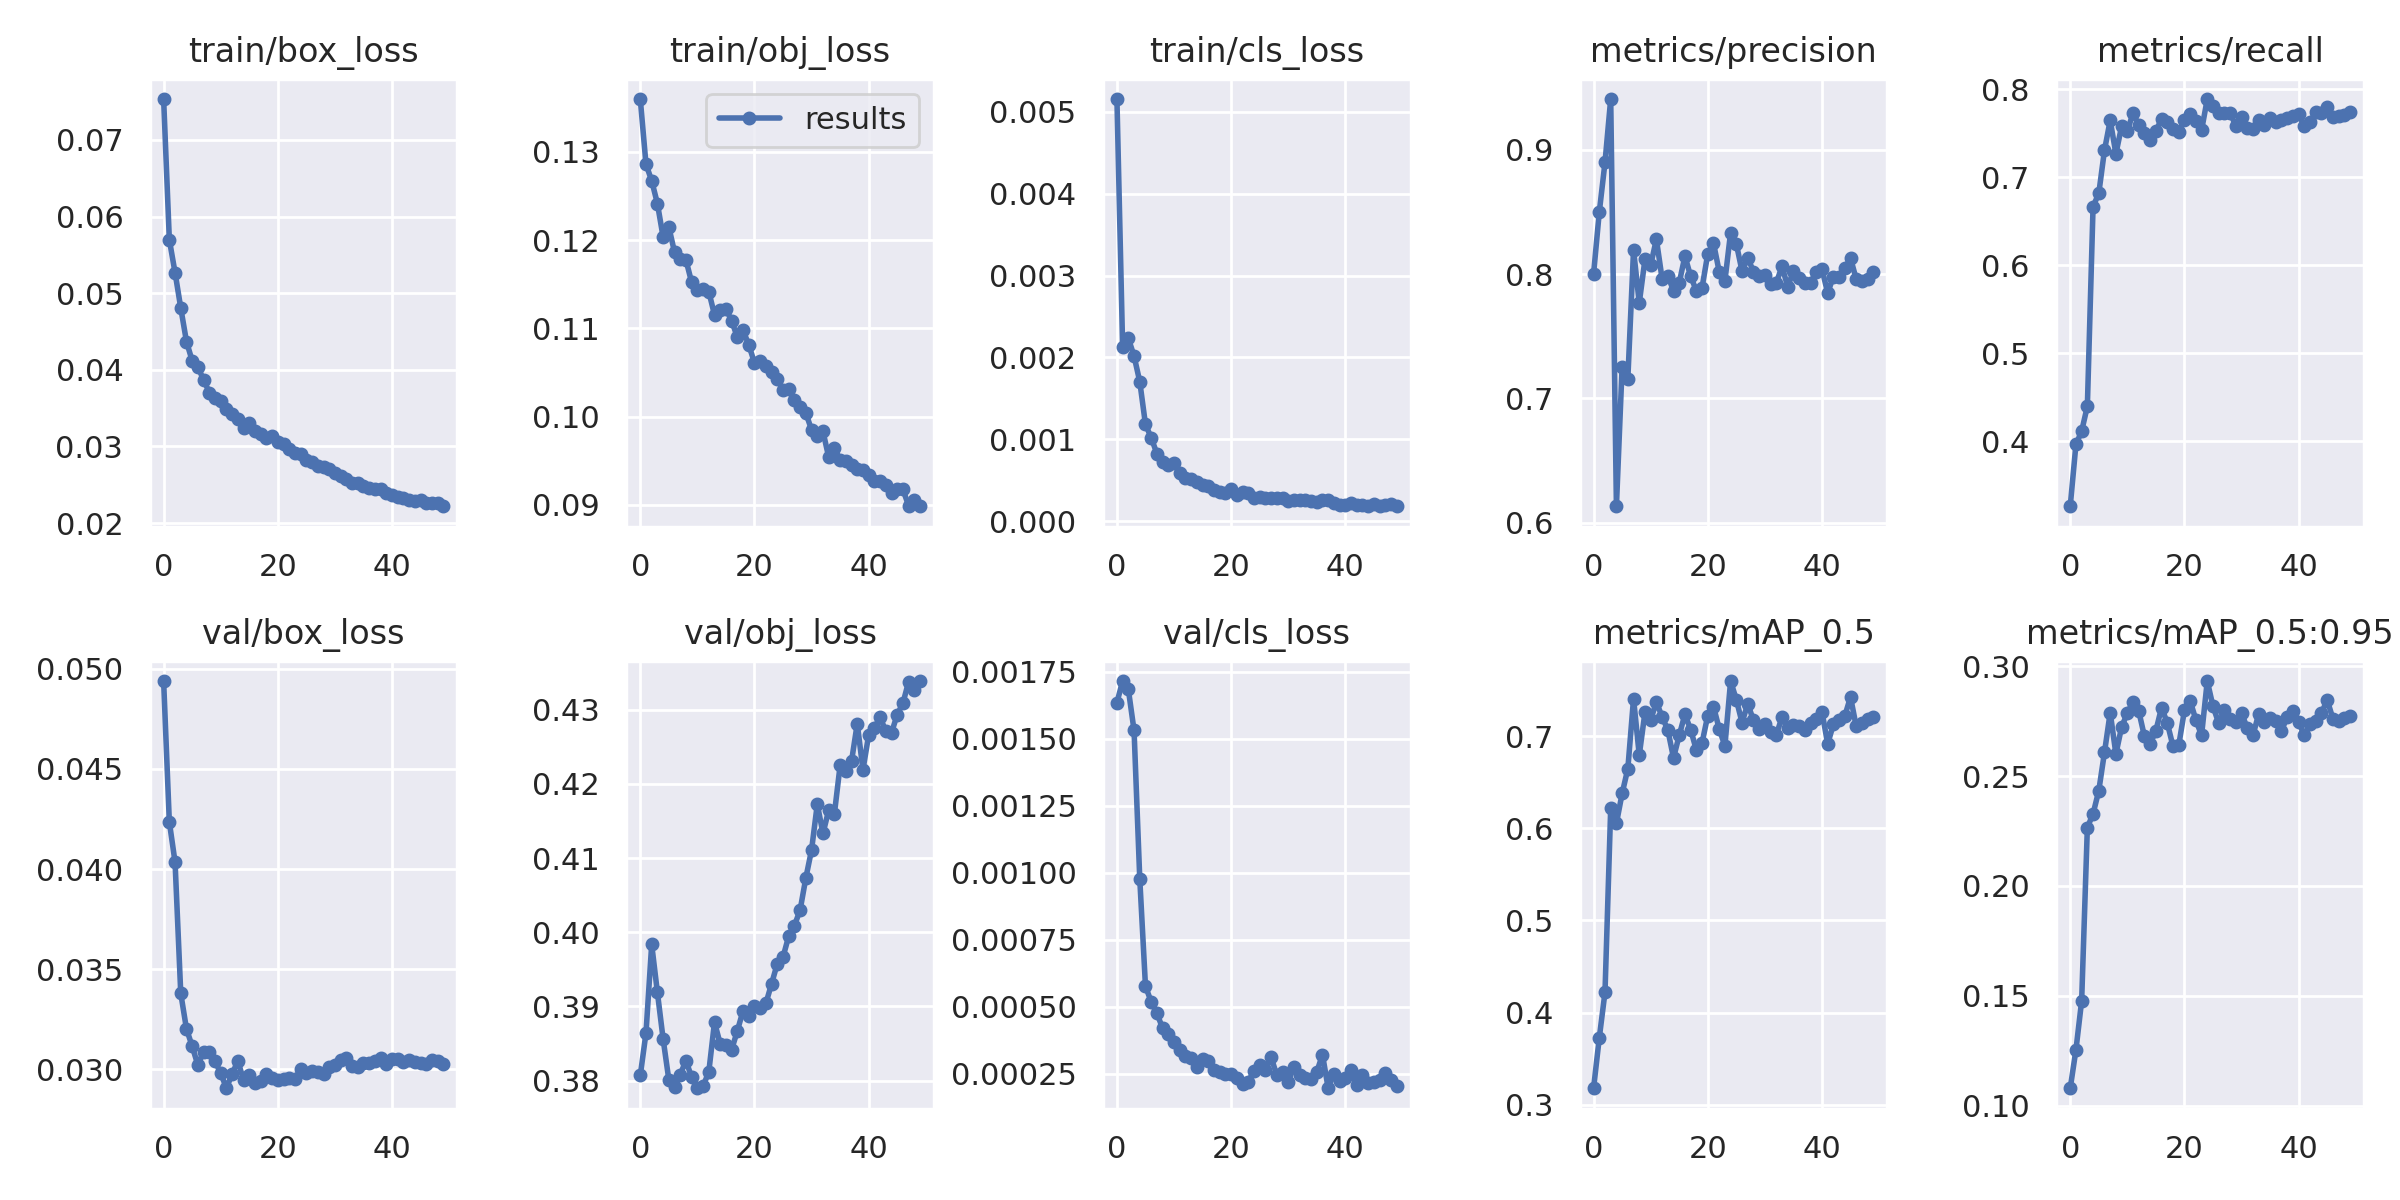 train/box_loss
0.07
0.06
0.05
0.04
0.03
0.02
0 20 40
train/obj_loss
results
0.13
0.12
0.11
0.10
0.09
0 20 40
train/cls_loss
0.005
0.004
0.003
0.002
0.001
0.000
0 20 40
metrics/precision
0.9
0.8
0.7
0.6
0 20 40
metrics/recall
0.8
0.7
0.6
0.5
0.4
0 20 40
val/box_loss
0.050
0.045
0.040
0.035
0.030
0 20 40
val/obj_loss
0.43
0.42
0.41
0.40
0.39
0.38
0 20 40
val/cls_loss
0.00175
0.00150
0.00125
0.00100
0.00075
0.00050
0.00025
0 20 40
metrics/mAP_0.5
0.7
0.6
0.5
0.4
0.3
0 20 40
metrics/mAP_0.5:0.95
0.30
0.25
0.20
0.15
0.10
0 20 40